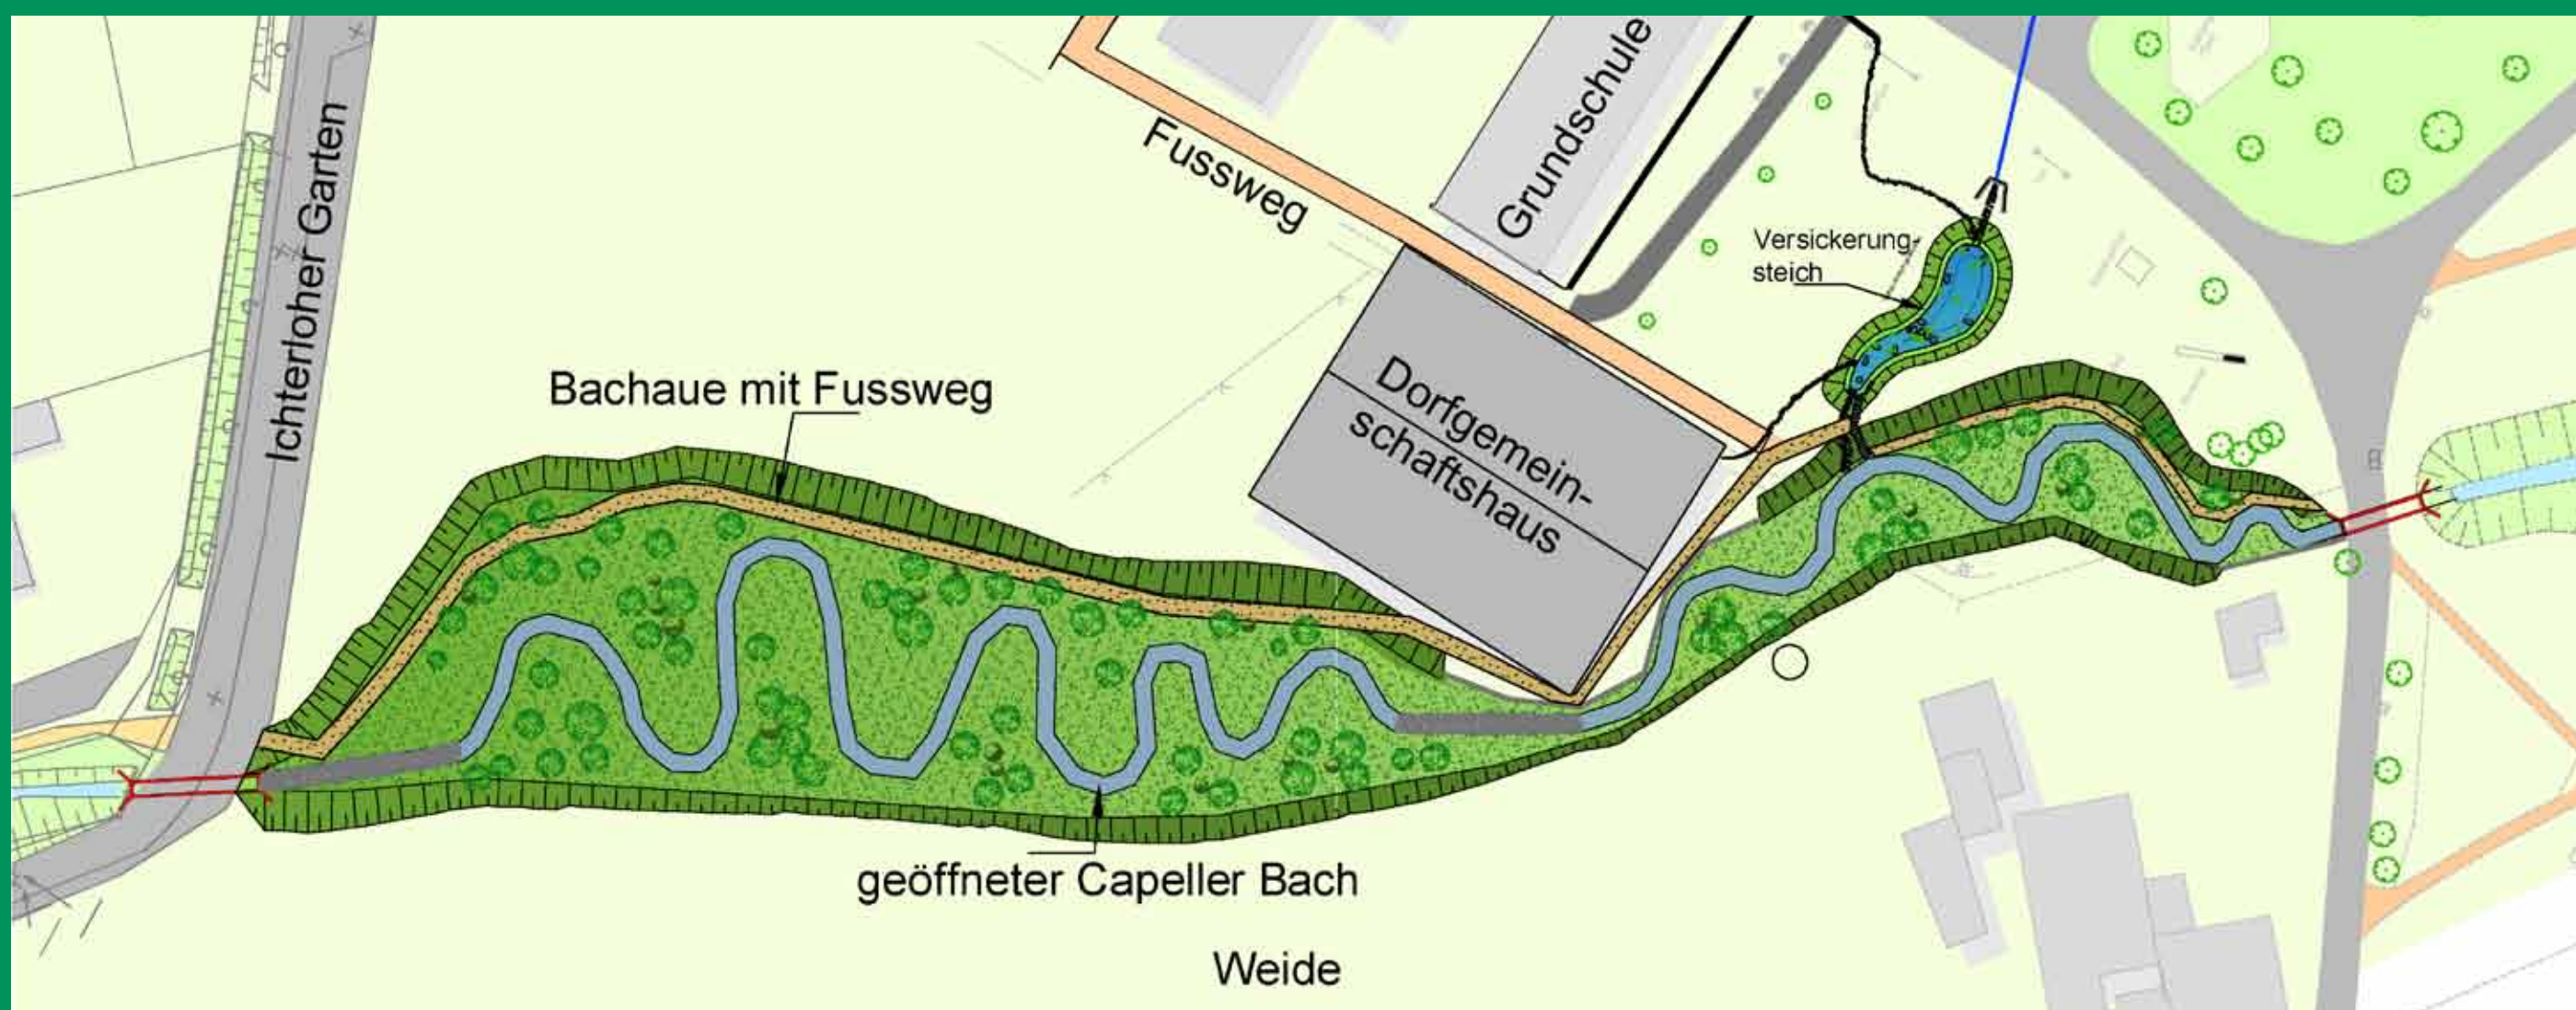 Ichterloher Garten
Fussweg
Grundschule
Versickerung-
steich
Bachaue mit Fussweg
Dorfgemein-
schaftshaus
geöffneter Capeller Bach
Weide